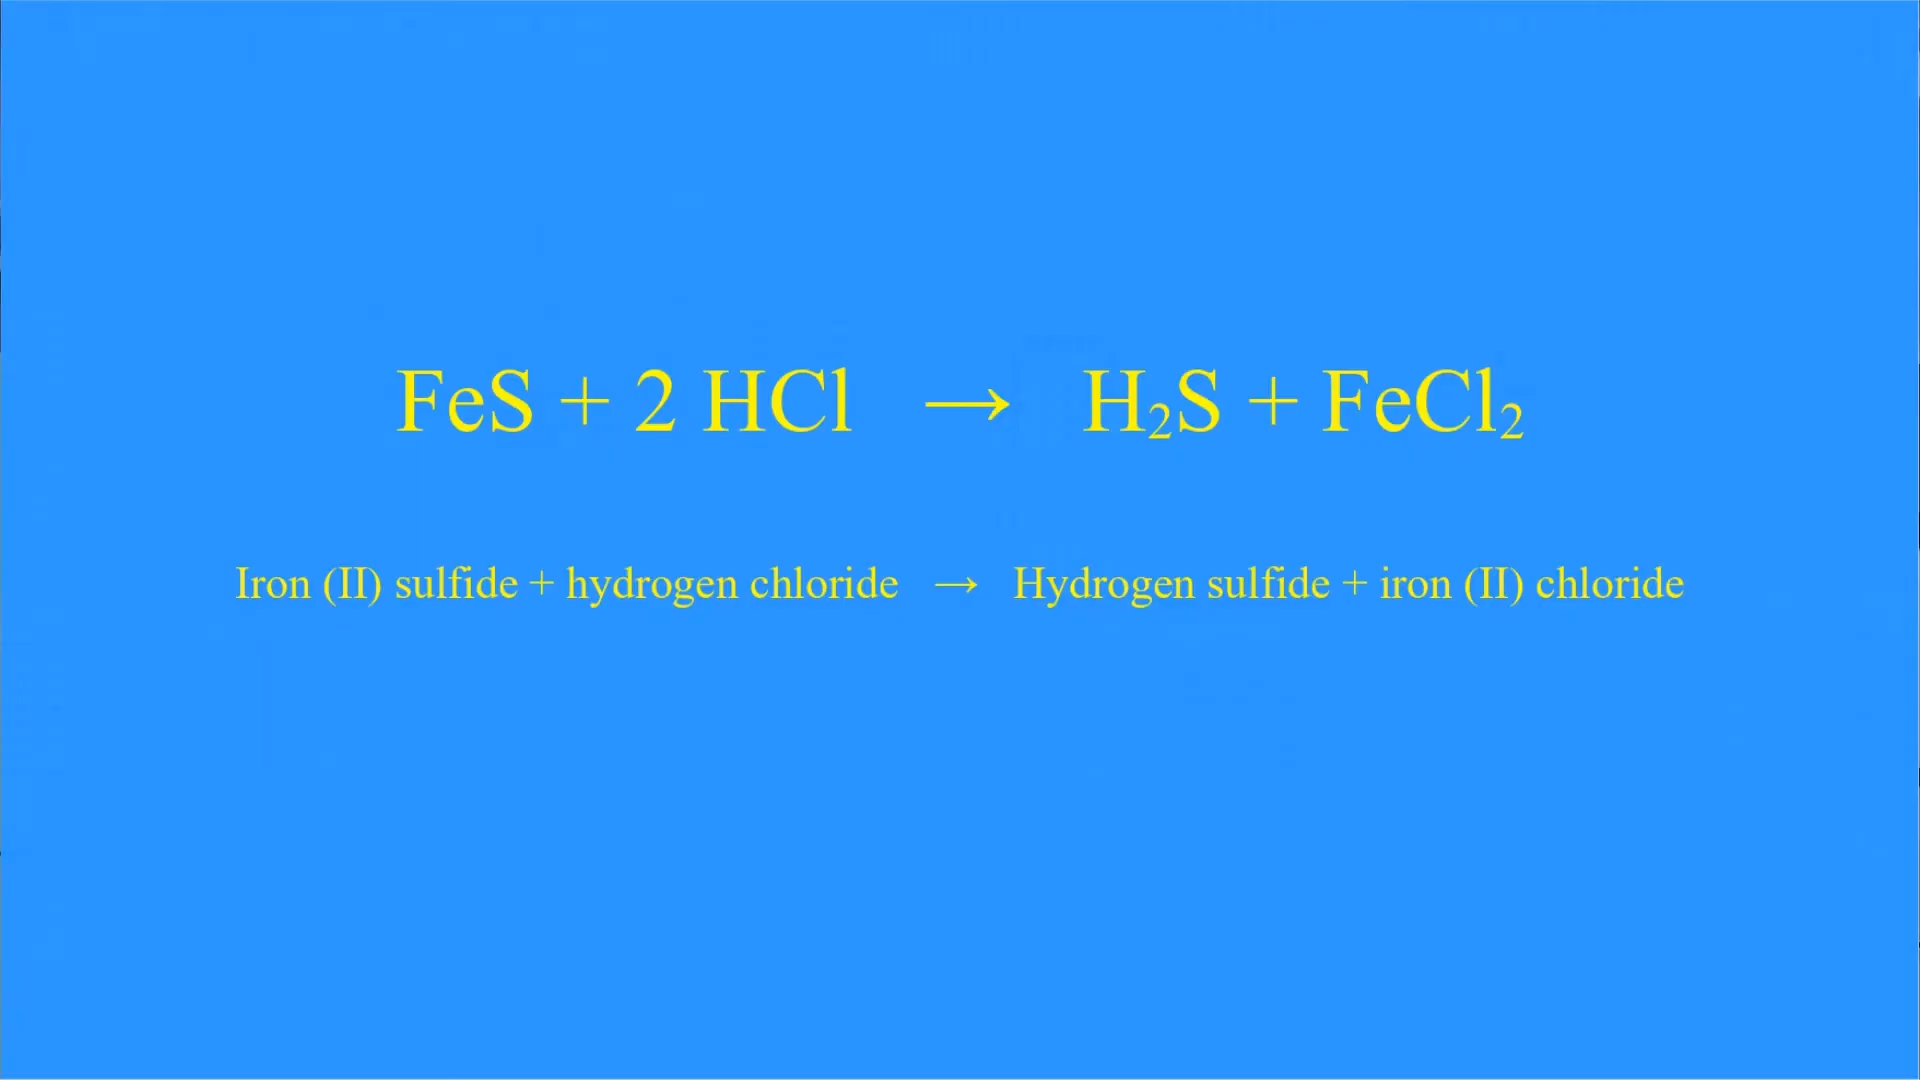 FeS + 2 HCl → H₂S + FeCl₂
Iron (II) sulfide + hydrogen chloride → Hydrogen sulfide + iron (II) chloride